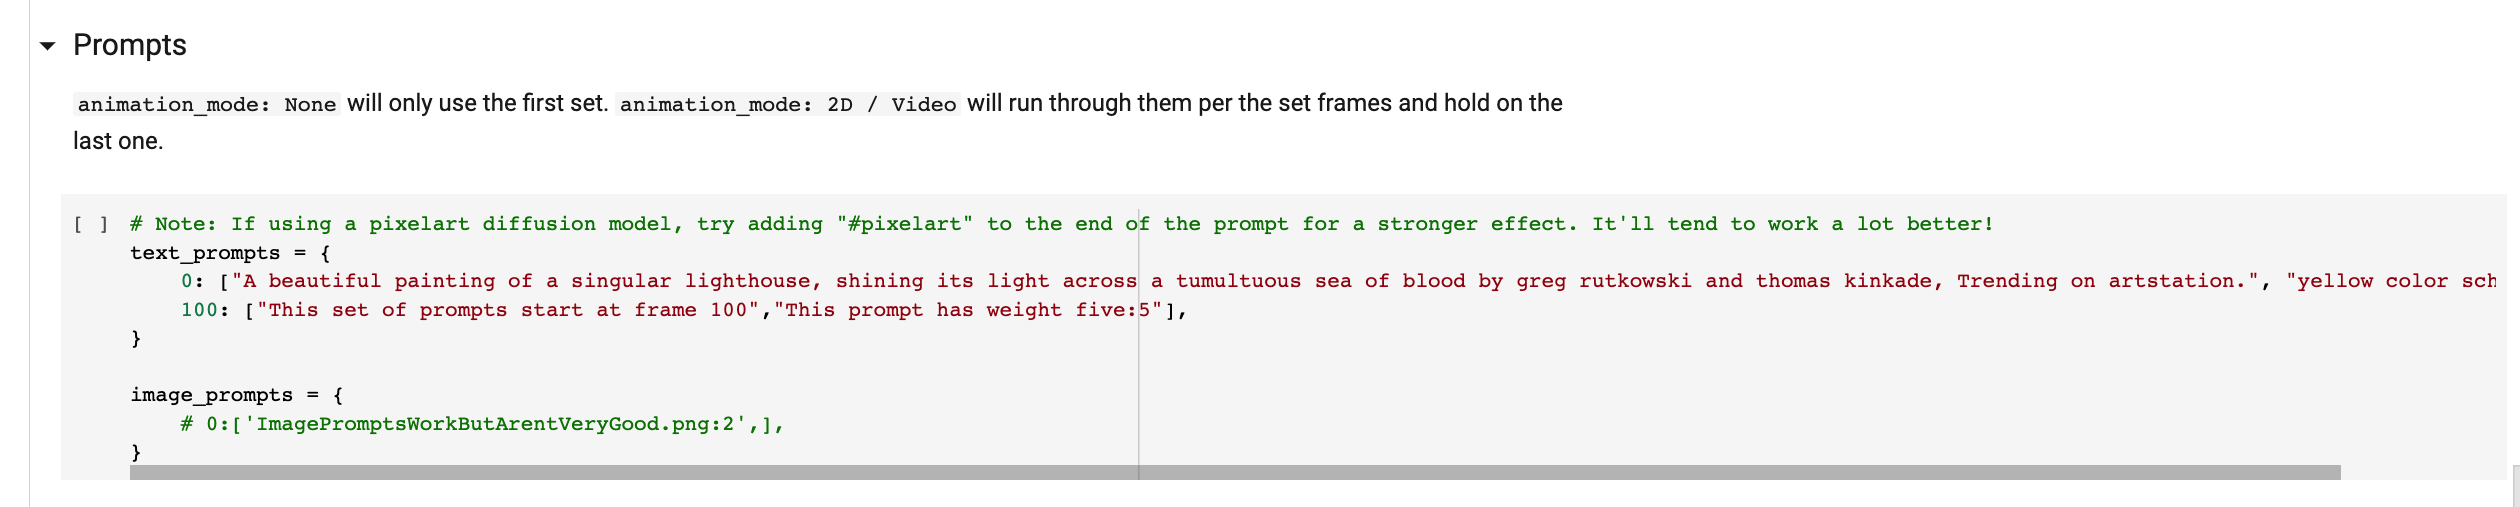 Prompts
animation_mode: None will only use the first set. animation_mode: 2D / Video will run through them per the set frames and hold on the
last one.
[ ] # Note: If using a pixelart diffusion model, try adding "#pixelart" to the end of the prompt for a stronger effect. It'll tend to work a lot better!
text_prompts = {
    0: ["A beautiful painting of a singular lighthouse, shining its light across a tumultuous sea of blood by greg rutkowski and thomas kinkade, Trending on artstation.", "yellow color sch
    100: ["This set of prompts start at frame 100","This prompt has weight five:5"],
}
image_prompts = {
    # 0:['ImagePromptsWorkButArentVeryGood.png:2',],
}